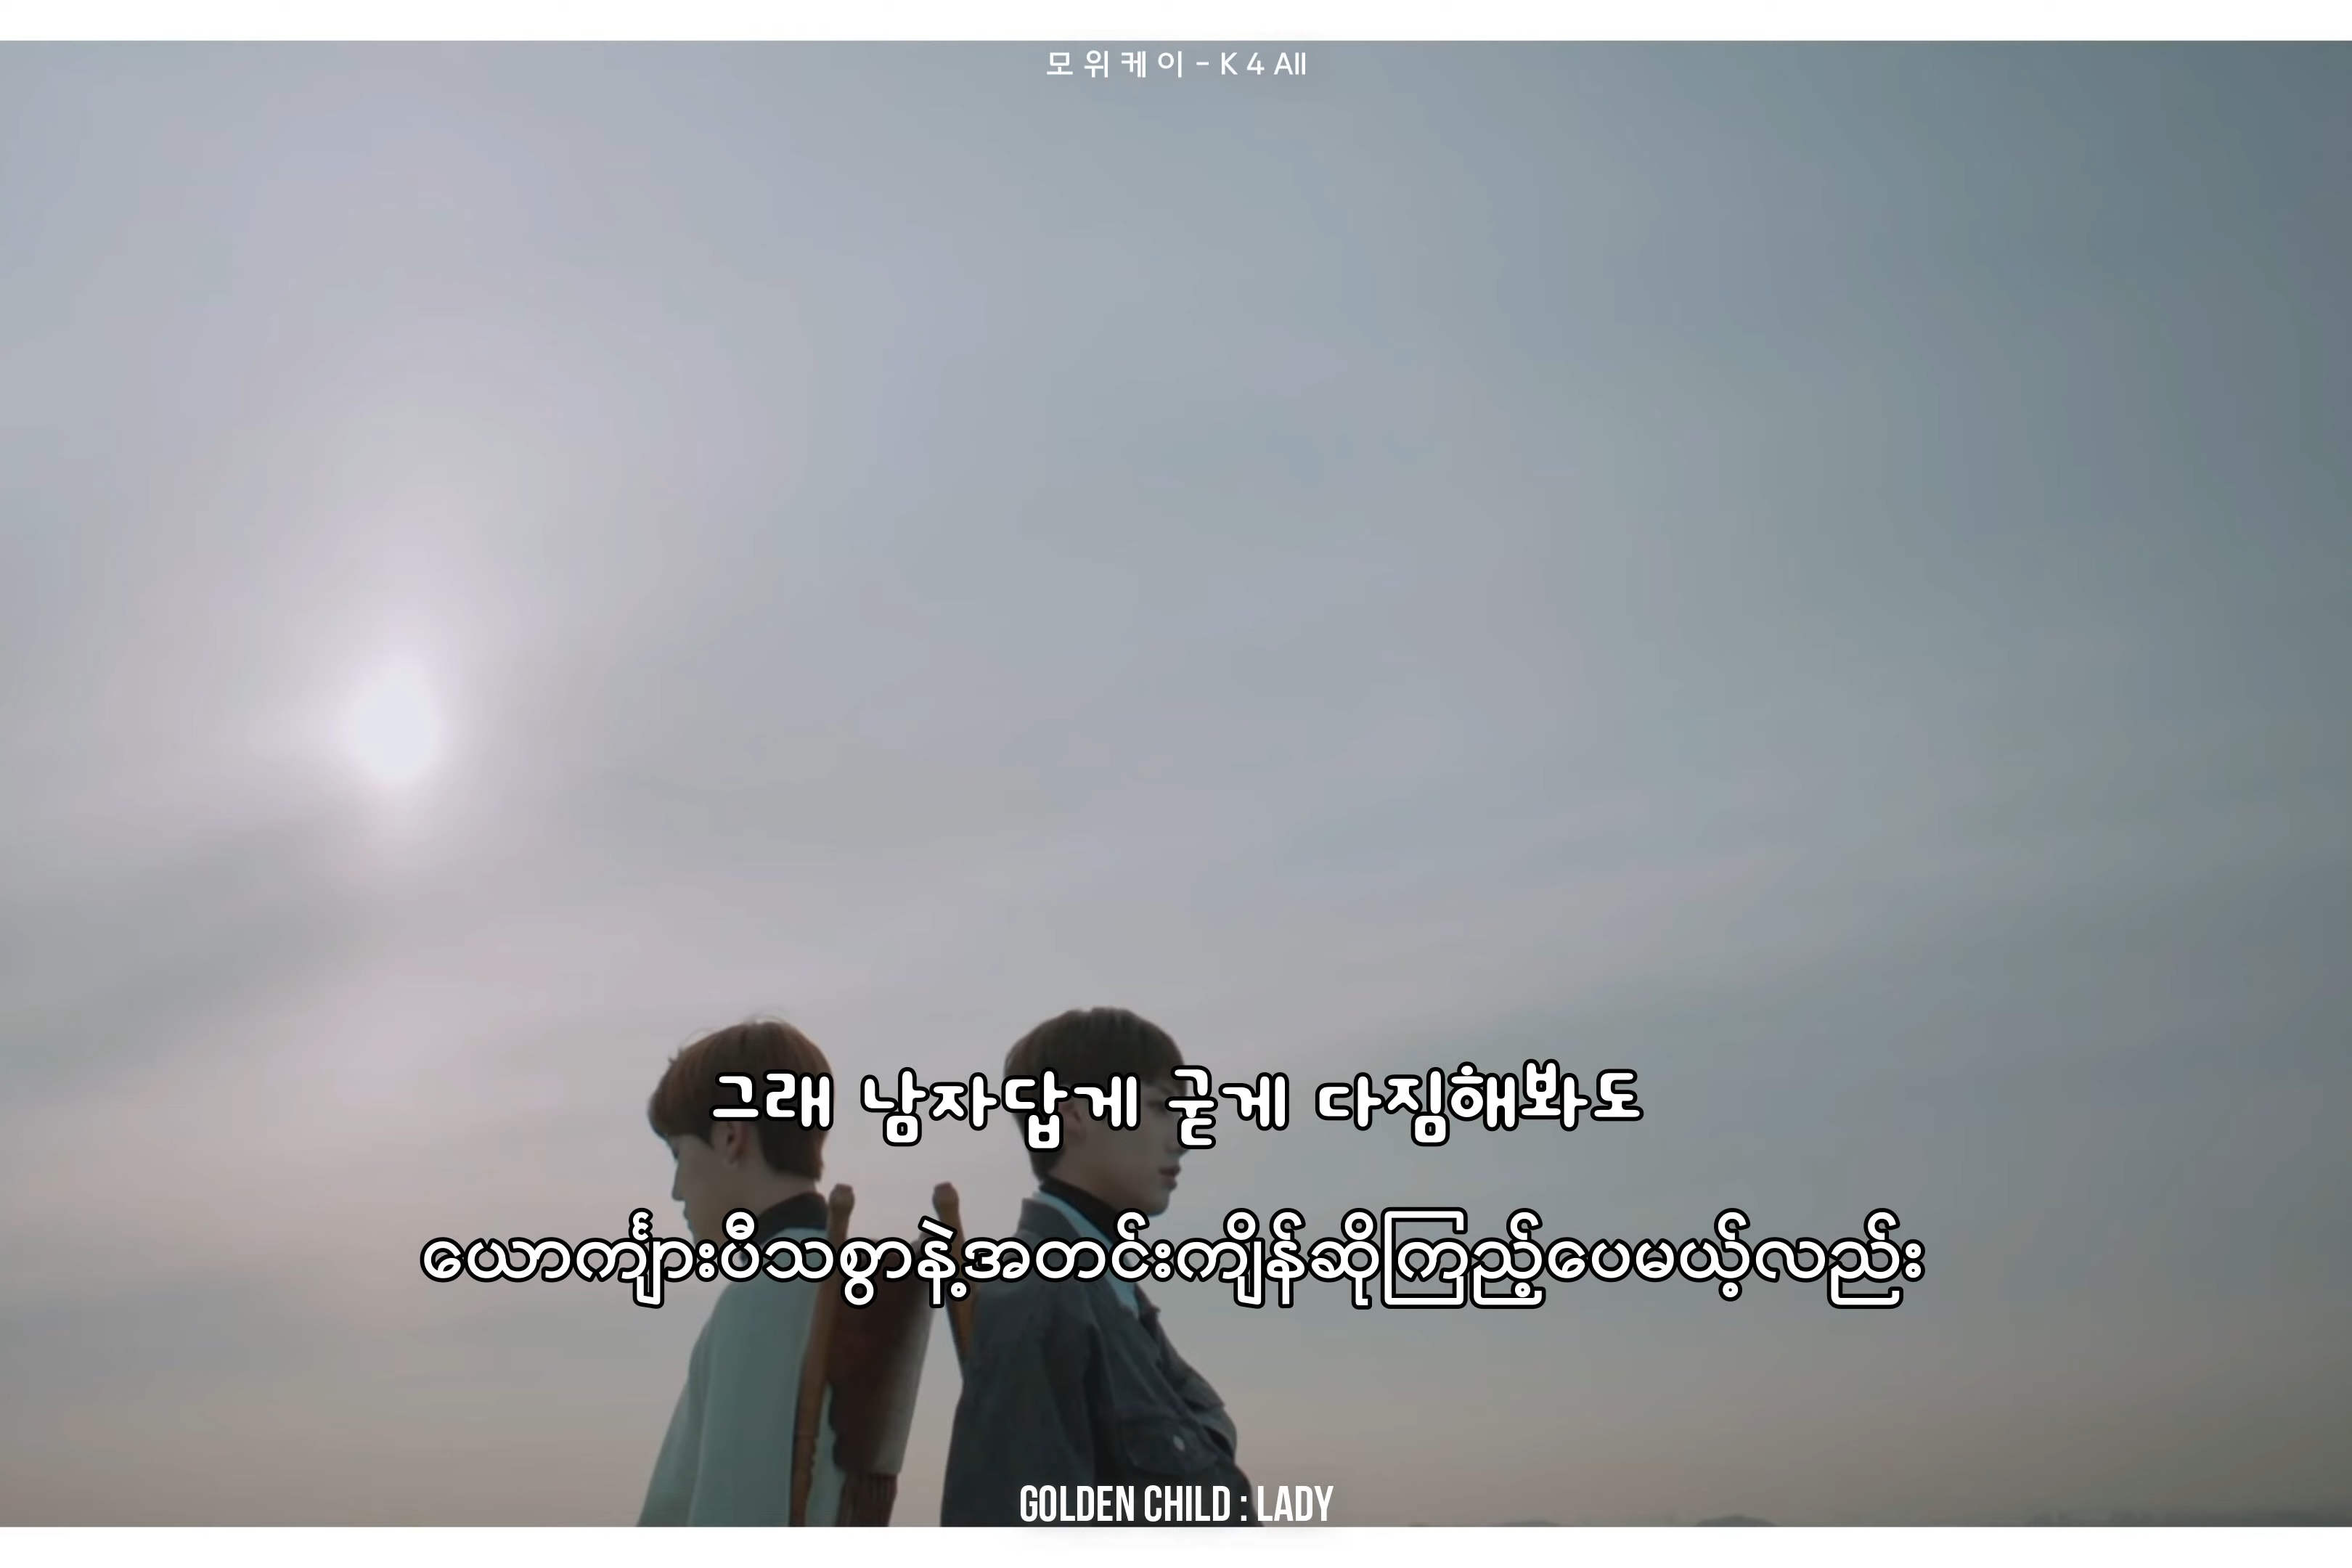 모 위 케 이 - K 4 All
그래 남자답게 굳게 다짐해봐도
ယောကျ်ားပီသစွာနဲ့အတင်းကျိန်ဆိုကြည့်ပေမယ့်လည်း
GOLDEN CHILD : LADY